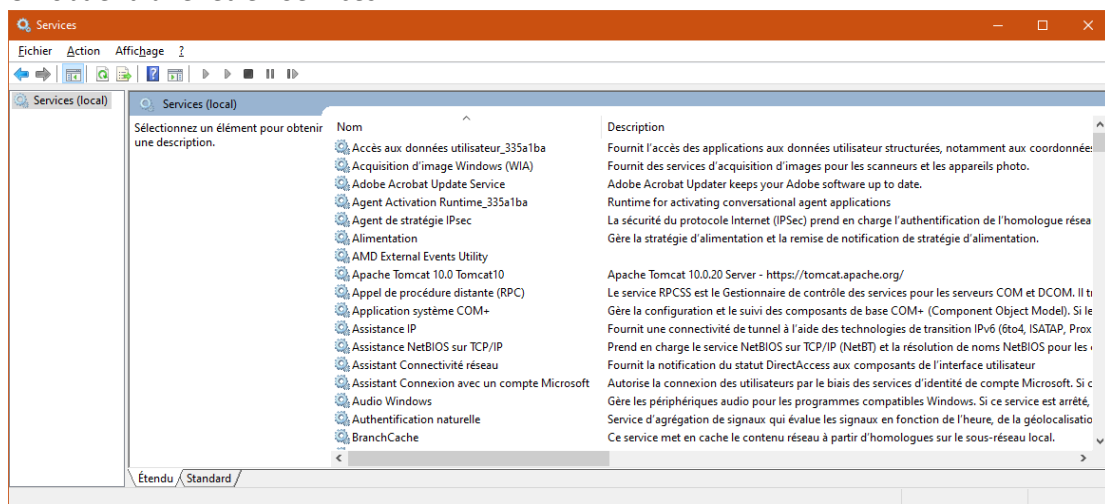 Services
Fichier Action Affichage ?
Services (local)
Services (local)
Sélectionnez un élément pour obtenir
une description.
Nom Description
Accès aux données utilisateur_335a1ba Fournit l'accès des applications aux données utilisateur structurées, notamment aux coordonnée
Acquisition d'image Windows (WIA) Fournit des services d'acquisition d'images pour les scanneurs et les appareils photo.
Adobe Acrobat Update Service Adobe Acrobat Updater keeps your Adobe software up to date.
Agent Activation Runtime_335a1ba Runtime for activating conversational agent applications
Agent de stratégie IPsec La sécurité du protocole Internet (IPSec) prend en charge l'authentification de l'homologue résea
Alimentation Gère la stratégie d'alimentation et la remise de notification de stratégie d'alimentation.
AMD External Events Utility
Apache Tomcat 10.0 Tomcat10 Apache Tomcat 10.0.20 Server - https://tomcat.apache.org/
Appel de procédure distante (RPC) Le service RPCSS est le Gestionnaire de contrôle des services pour les serveurs COM et DCOM. Il
Application système COM+ Gère la configuration et le suivi des composants de base COM+ (Component Object Model). Si le
Assistance IP Fournit une connectivité de tunnel à l'aide des technologies de transition IPv6 (6to4, ISATAP, Prox
Assistance NetBIOS sur TCP/IP Prend en charge le service NetBIOS sur TCP/IP (NetBT) et la résolution de noms NetBIOS pour les
Assistant Connectivité réseau Fournit la notification du statut DirectAccess aux composants de l'interface utilisateur
Assistant Connexion avec un compte Microsoft Autorise la connexion des utilisateurs par le biais des services d'identité de compte Microsoft. Si c
Audio Windows Gère les périphériques audio pour les programmes compatibles Windows. Si ce service est arrêté,
Authentification naturelle Service d'agrégation de signaux qui évalue les signaux en fonction de l'heure, de la géolocalisatio
BranchCache Ce service met en cache le contenu réseau à partir d'homologues sur le sous-réseau local.
Étendu Standard